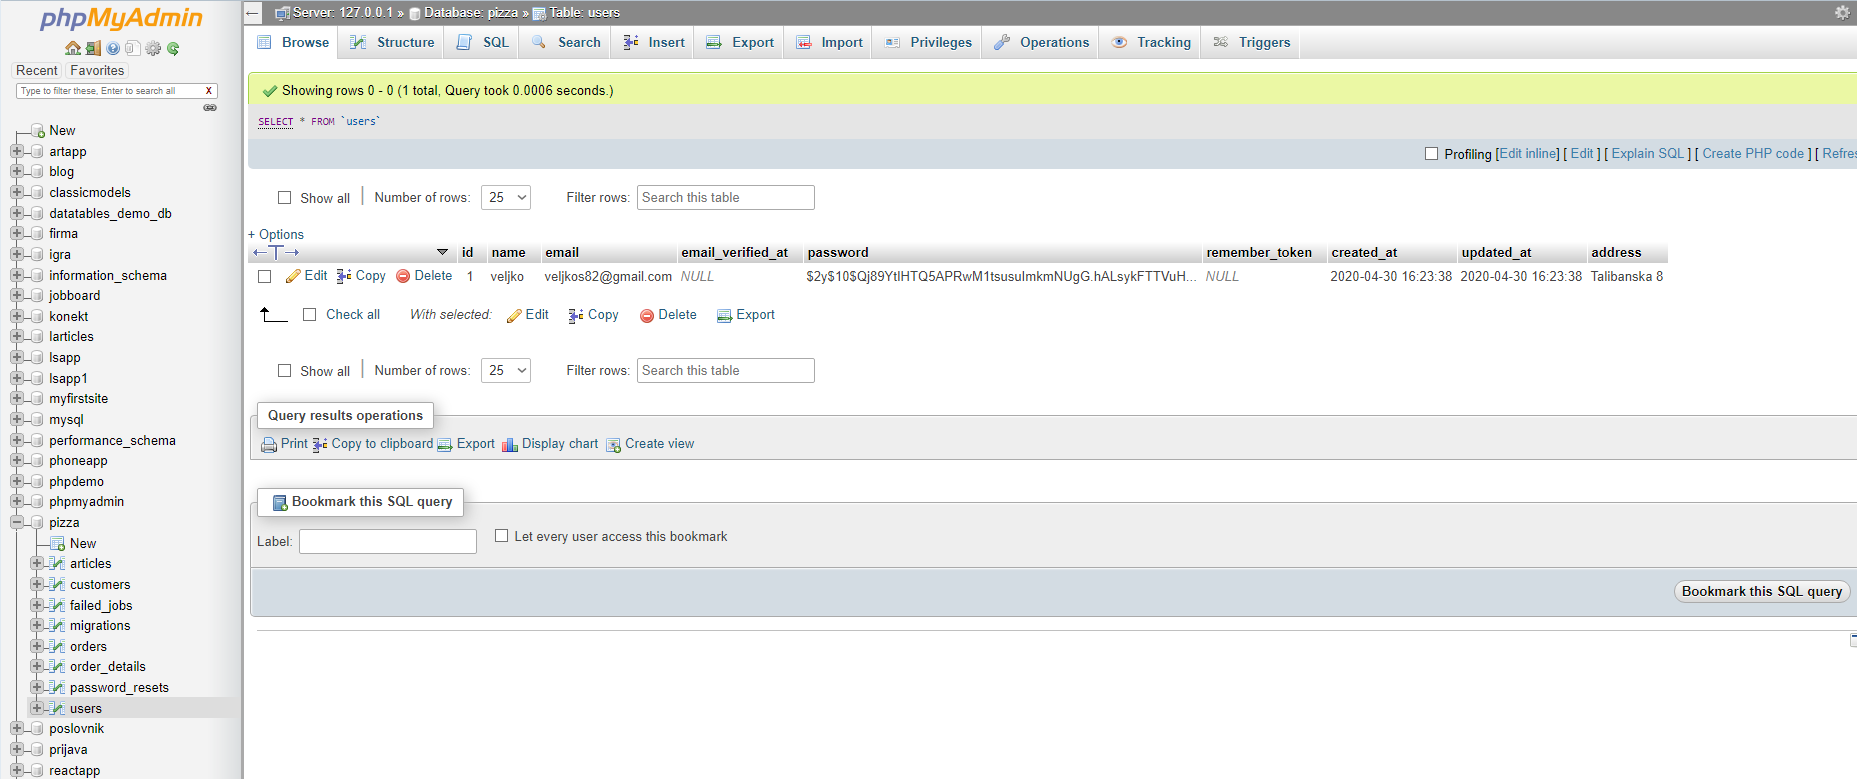 phpMyAdmin
Recent Favorites
Type to filter these, Enter to search all X
New
artapp
blog
classicmodels
datatables_demo_db
firma
igra
information_schema
jobboard
konekt
larticles
lsapp
lsapp1
myfirstsite
mysql
performance_schema
phoneapp
phpdemo
phpmyadmin
pizza
New
articles
customers
failed_jobs
migrations
orders
order_details
password_resets
users
poslovnik
prijava
reactapp
Server: 127.0.0.1 » Database: pizza » Table: users
Browse Structure SQL Search Insert Export Import Privileges Operations Tracking Triggers
Showing rows 0 - 0 (1 total, Query took 0.0006 seconds.)
SELECT * FROM `users`
Profiling [Edit inline] [ Edit ] [ Explain SQL ] [ Create PHP code ] [ Refres
Show all Number of rows: 25 Filter rows: Search this table
+ Options
id name email email_verified_at password remember_token created_at updated_at address
Edit Copy Delete 1 veljko veljkos82@gmail.com NULL $2y$10$Qj89YtIHTQ5APRwM1tsusuImkmNUgG.hALsykFTTVuH... NULL 2020-04-30 16:23:38 2020-04-30 16:23:38 Talibanska 8
Check all With selected: Edit Copy Delete Export
Show all Number of rows: 25 Filter rows: Search this table
Query results operations
Print Copy to clipboard Export Display chart Create view
Bookmark this SQL query
Label: Let every user access this bookmark
Bookmark this SQL query